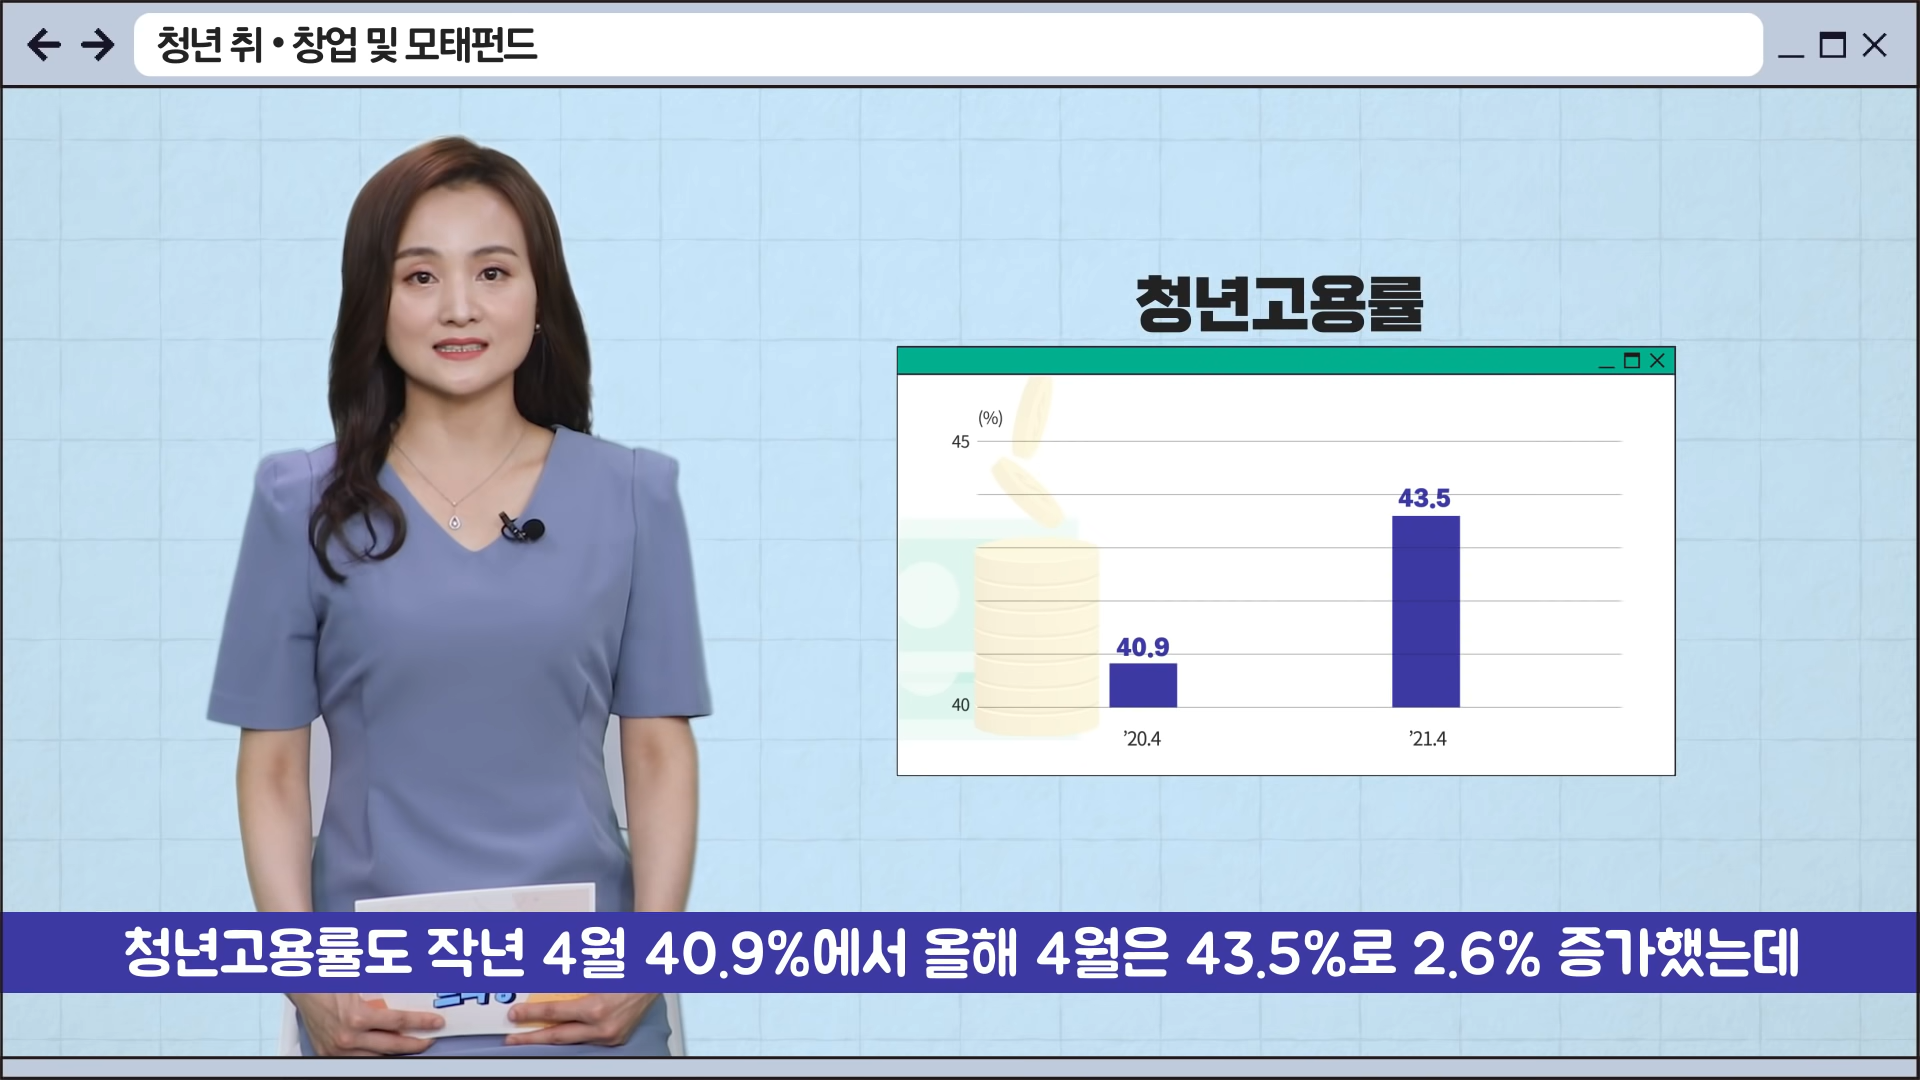 청년 취•창업 및 모태펀드
청년고용률
(%)
45
43.5
40.9
40
’20.4
’21.4
청년고용률도 작년 4월 40.9%에서 올해 4월은 43.5%로 2.6% 증가했는데